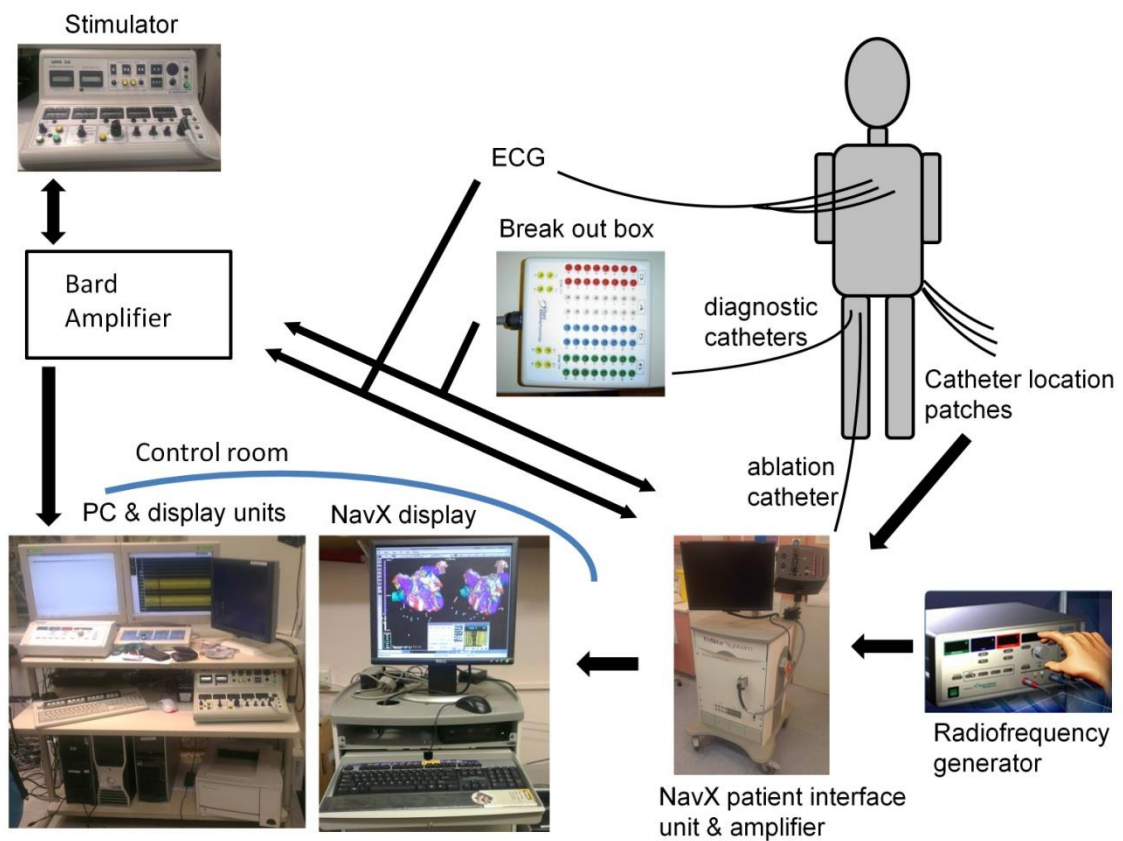 Stimulator
ECG
Break out box
Bard
Amplifier
diagnostic
catheters
Catheter location
patches
Control room
ablation
catheter
PC & display units
NavX display
Radiofrequency
generator
NavX patient interface
unit & amplifier